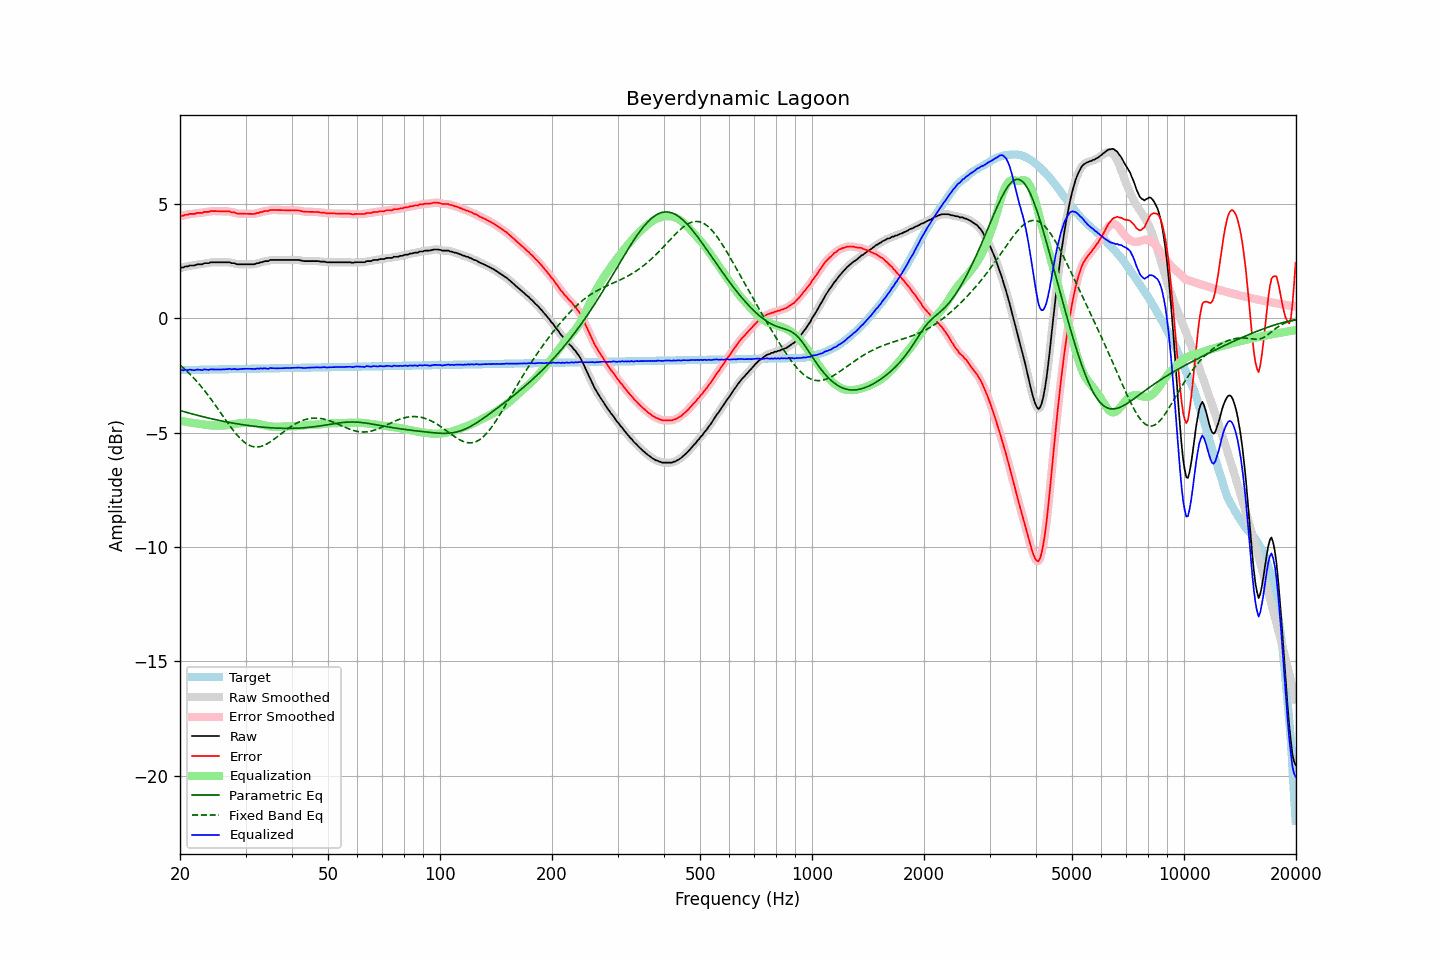 Beyerdynamic Lagoon
5
0
−5
−10
−15
−20
Amplitude (dBr)
Target
Raw Smoothed
Error Smoothed
Raw
Error
Equalization
Parametric Eq
Fixed Band Eq
Equalized
20 50 100 200 500 1000 2000 5000 10000 20000
Frequency (Hz)